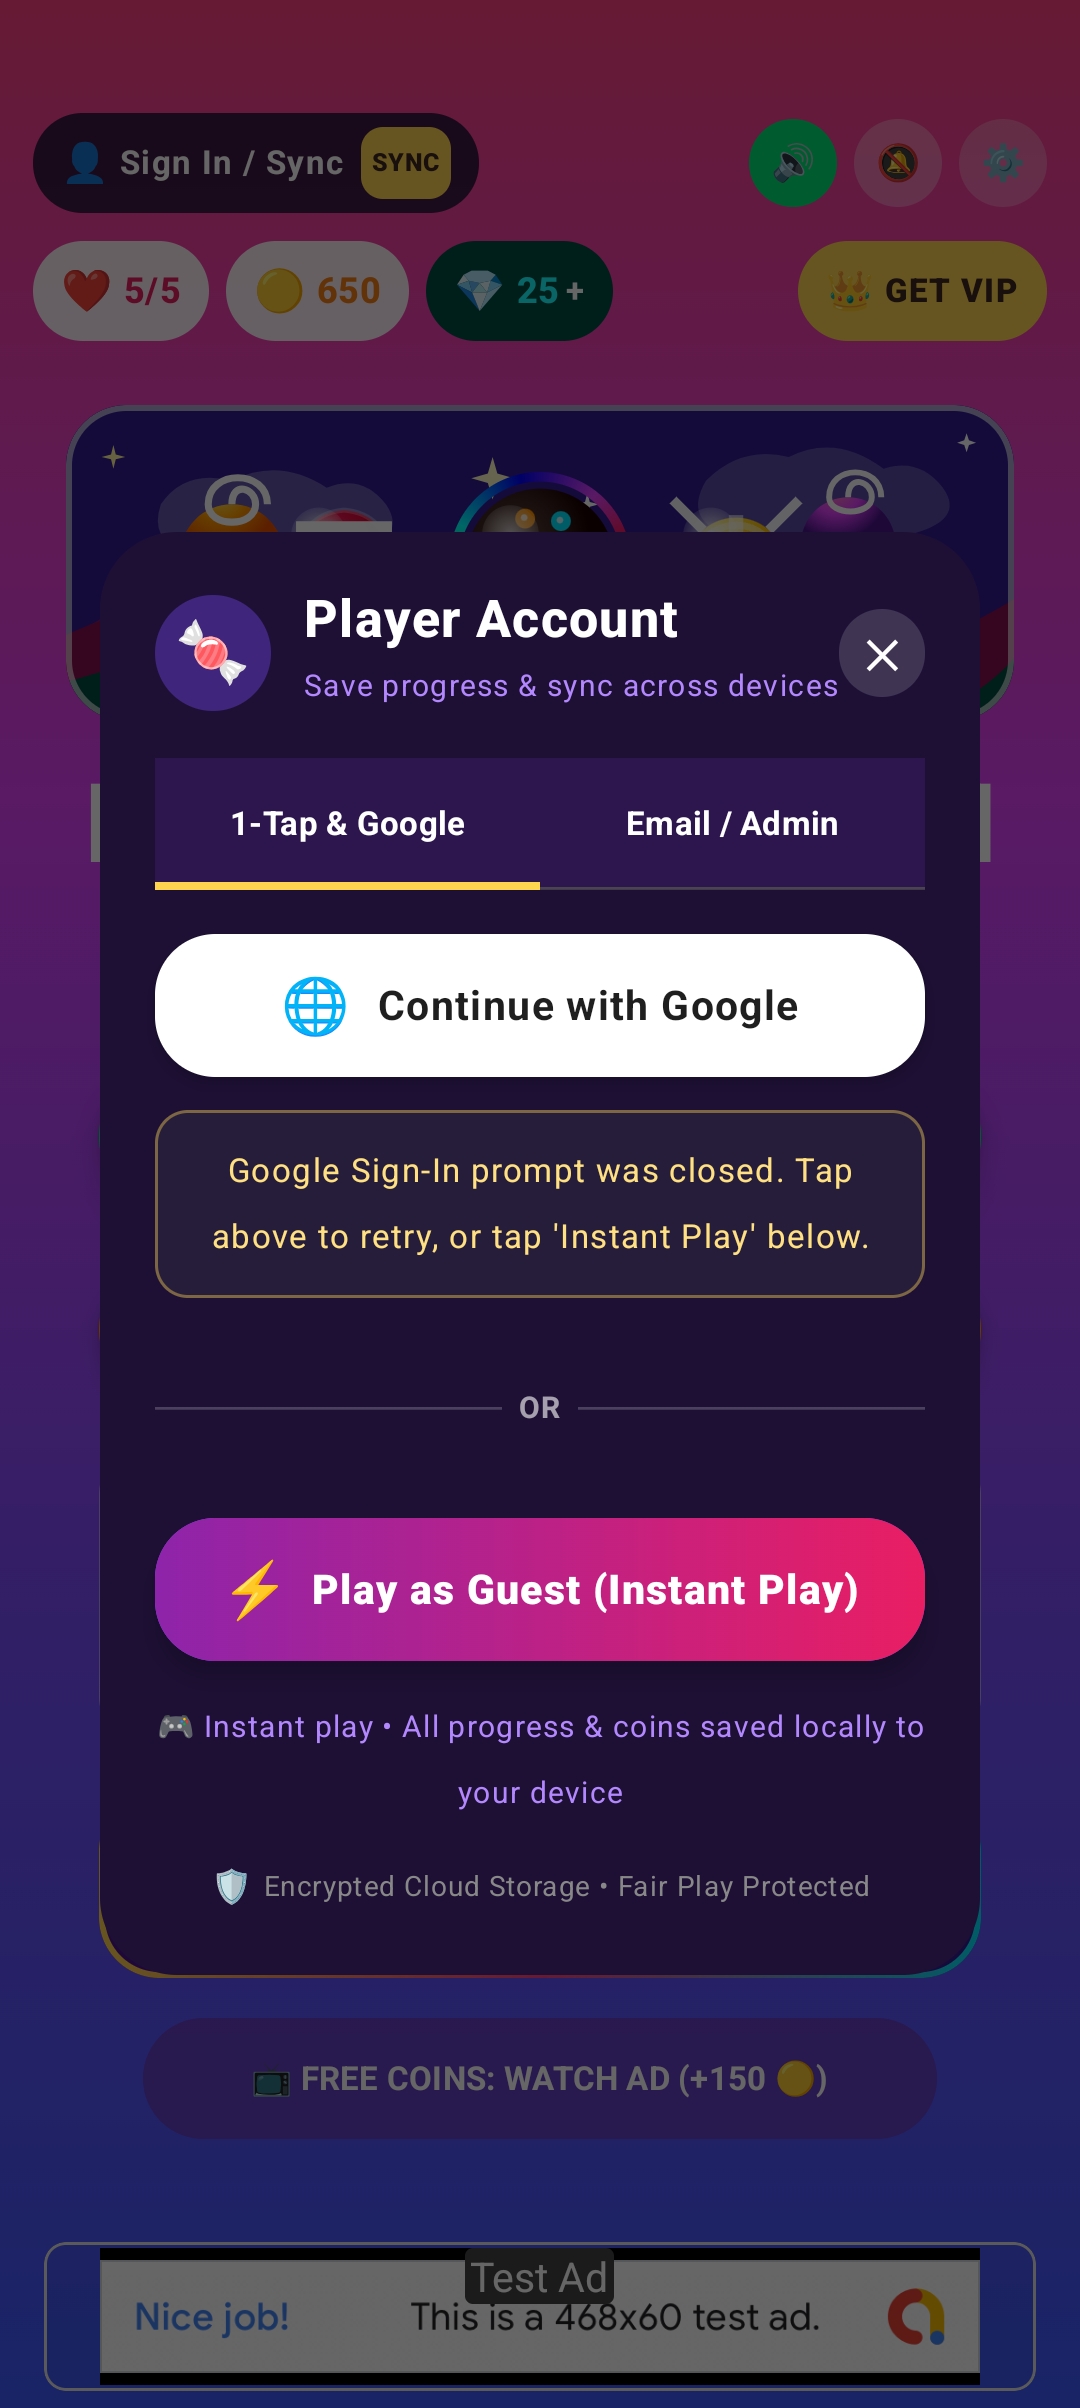 Sign In / Sync SYNC
5/5 650 25 + GET VIP
Player Account
Save progress & sync across devices
1-Tap & Google Email / Admin
Continue with Google
Google Sign-In prompt was closed. Tap
above to retry, or tap 'Instant Play' below.
OR
Play as Guest (Instant Play)
Instant play • All progress & coins saved locally to
your device
Encrypted Cloud Storage • Fair Play Protected
FREE COINS: WATCH AD (+150 )
Test Ad
Nice job! This is a 468x60 test ad.